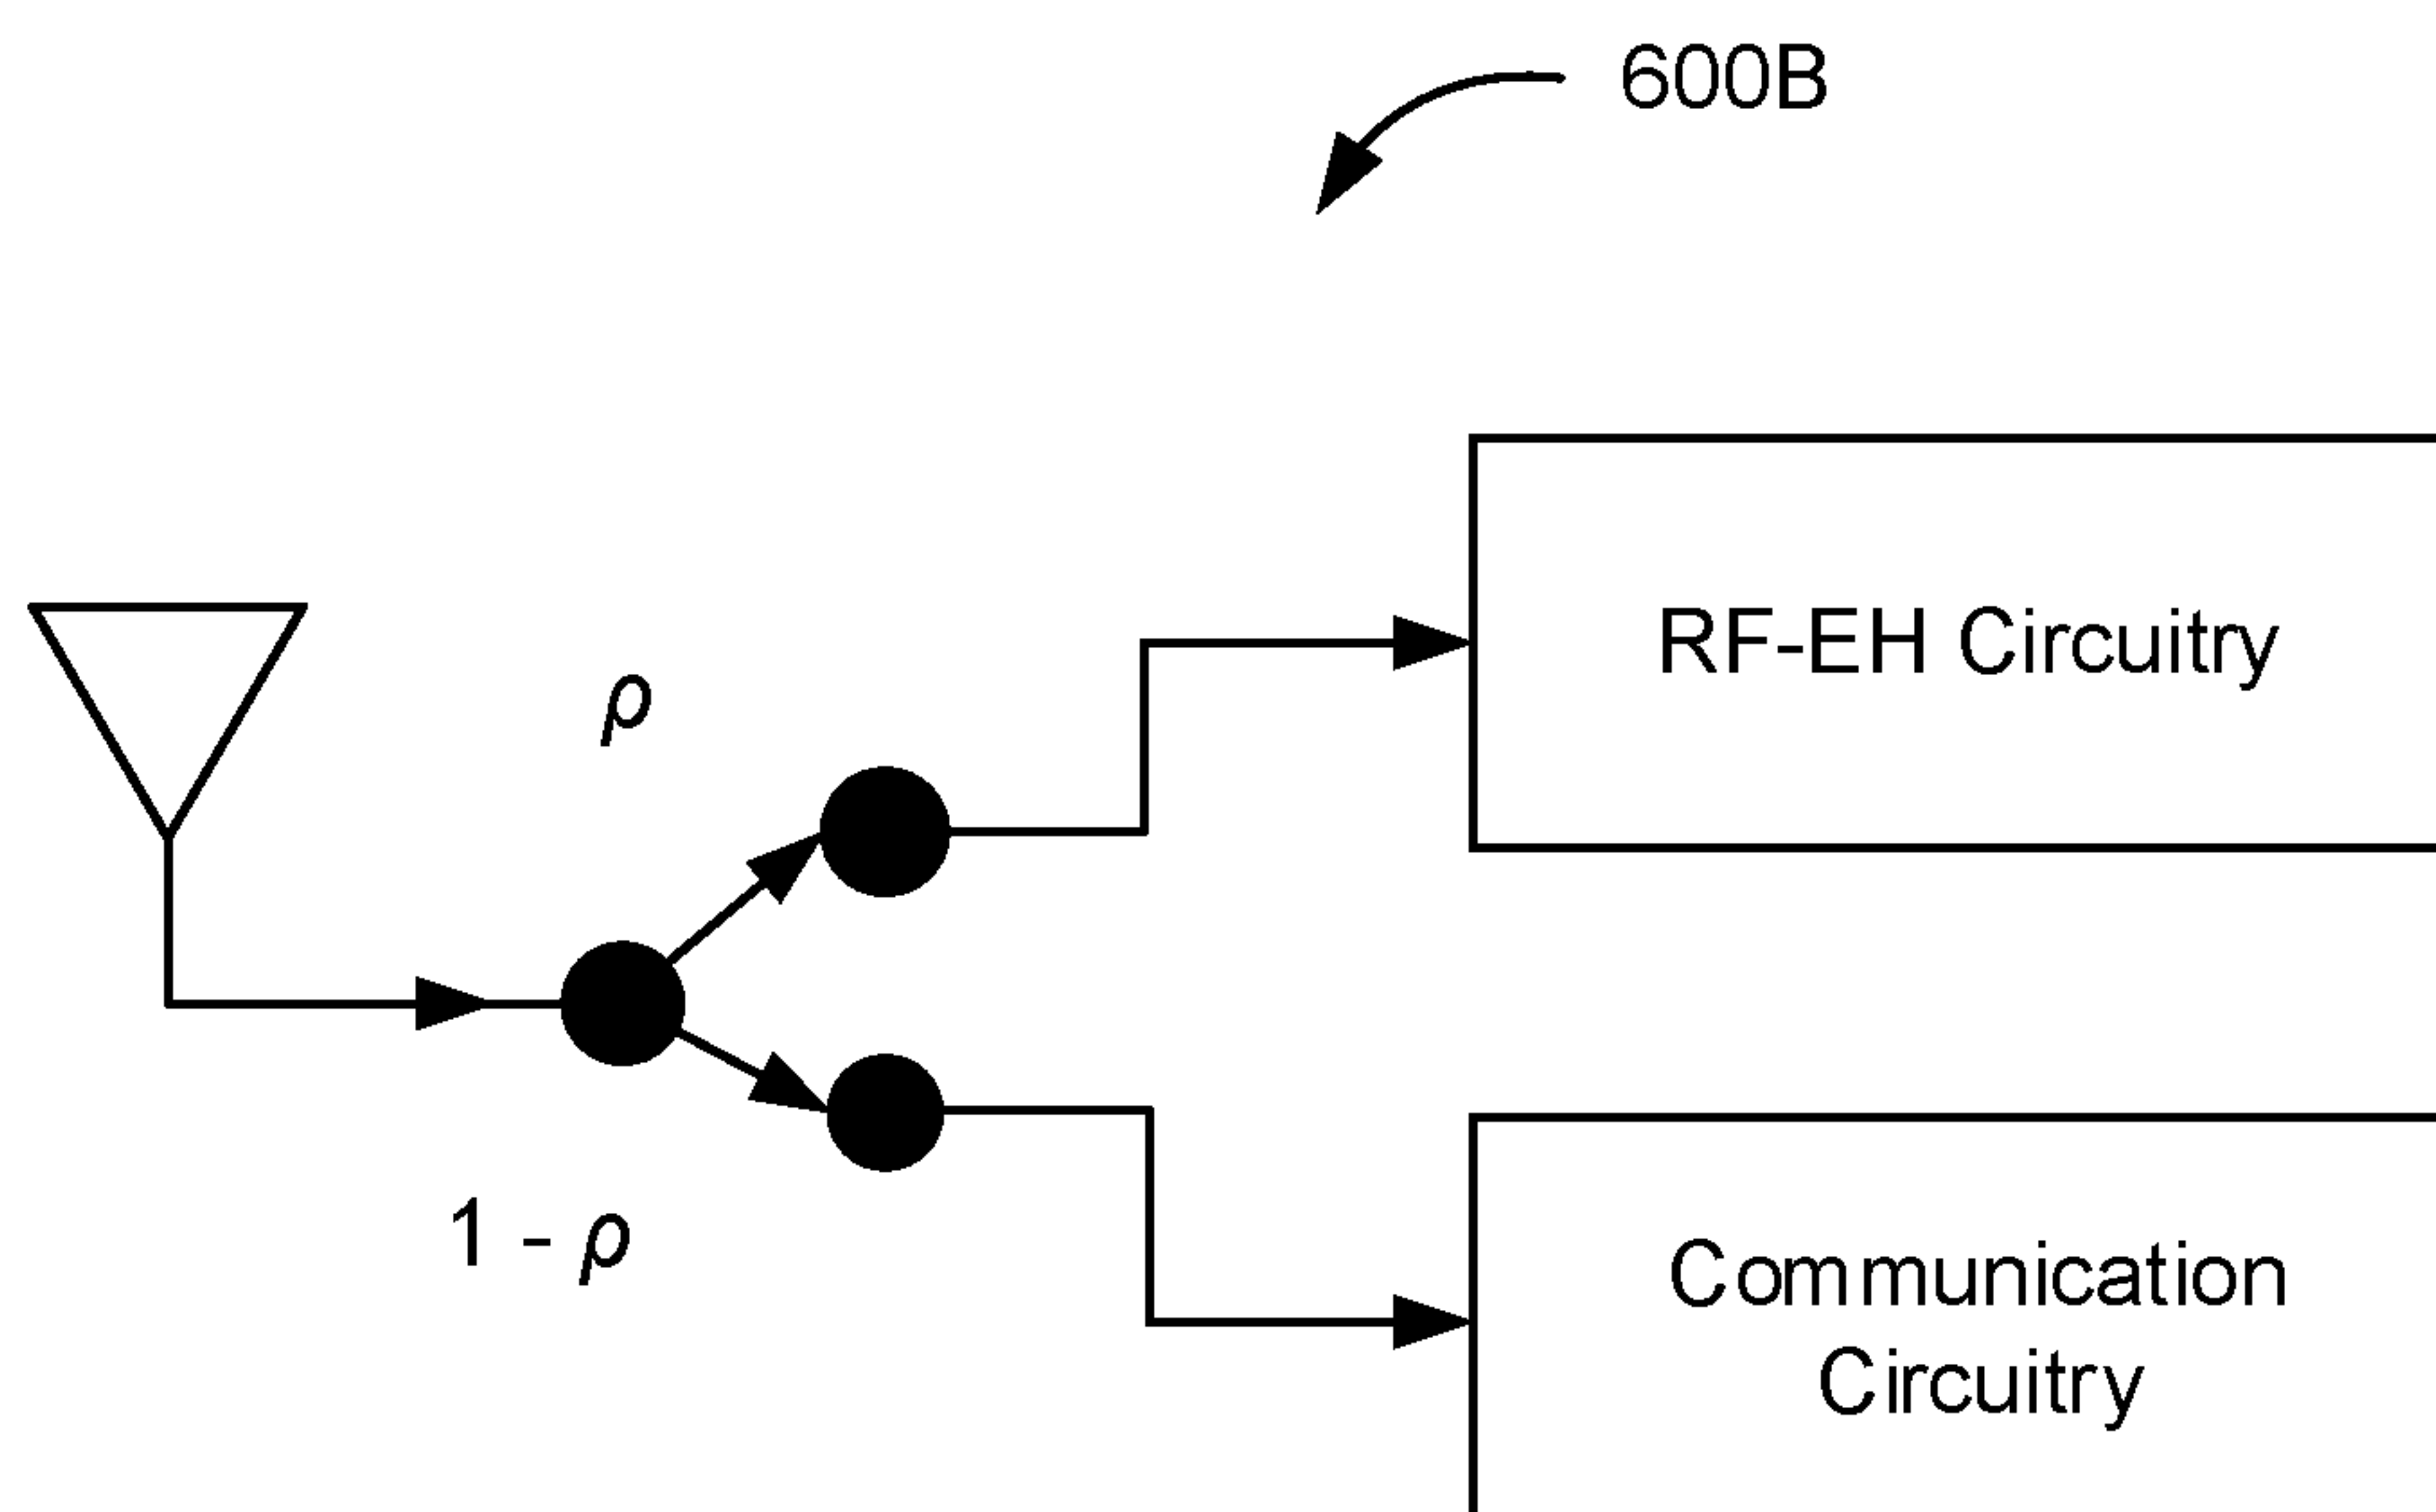 600B
RF-EH Circuitry
ρ
1 - ρ
Communication
Circuitry